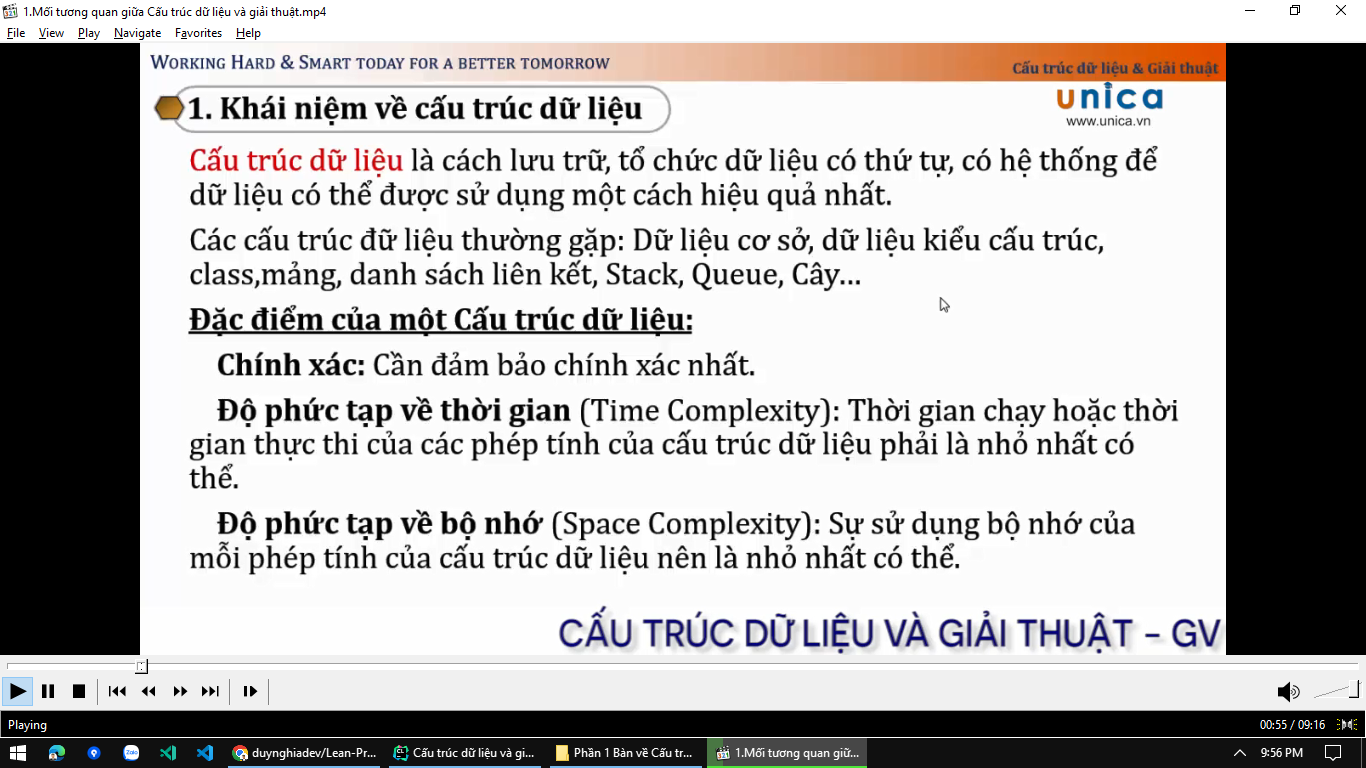 1.Mối tương quan giữa Cấu trúc dữ liệu và giải thuật.mp4
File View Play Navigate Favorites Help
WORKING HARD & SMART TODAY FOR A BETTER TOMORROW
Cấu trúc dữ liệu & Giải thuật
unica
www.unica.vn
1. Khái niệm về cấu trúc dữ liệu
Cấu trúc dữ liệu là cách lưu trữ, tổ chức dữ liệu có thứ tự, có hệ thống để
dữ liệu có thể được sử dụng một cách hiệu quả nhất.
Các cấu trúc đữ liệu thường gặp: Dữ liệu cơ sở, dữ liệu kiểu cấu trúc,
class,mảng, danh sách liên kết, Stack, Queue, Cây...
Đặc điểm của một Cấu trúc dữ liệu:
Chính xác: Cần đảm bảo chính xác nhất.
Độ phức tạp về thời gian (Time Complexity): Thời gian chạy hoặc thời
gian thực thi của các phép tính của cấu trúc dữ liệu phải là nhỏ nhất có
thể.
Độ phức tạp về bộ nhớ (Space Complexity): Sự sử dụng bộ nhớ của
mỗi phép tính của cấu trúc dữ liệu nên là nhỏ nhất có thể.
CẤU TRÚC DỮ LIỆU VÀ GIẢI THUẬT - GV
Playing
00:55 / 09:16
Zalo
duynghiadev/Lean-Pr...
Cấu trúc dữ liệu và gi...
Phần 1 Bàn về Cấu tr...
1.Mối tương quan giữ...
9:56 PM